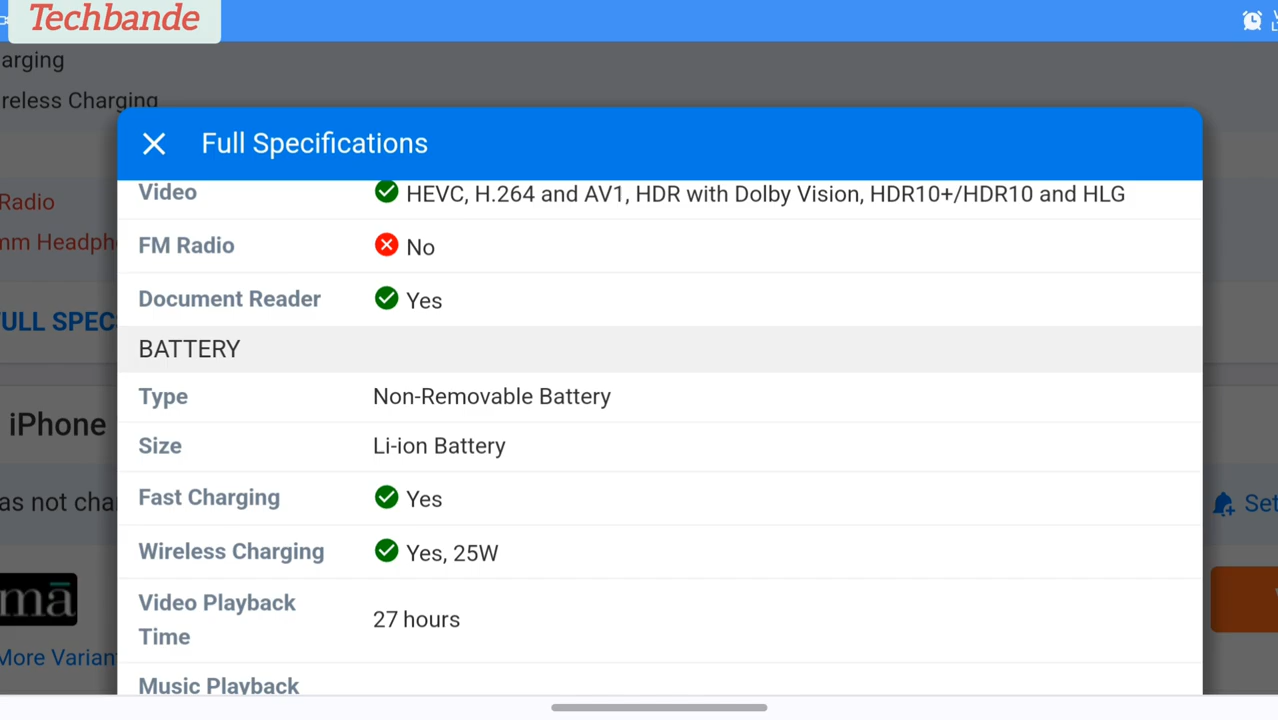 Techbande
arging
reless Charging
Full Specifications
Video HEVC, H.264 and AV1, HDR with Dolby Vision, HDR10+/HDR10 and HLG
Radio
FM Radio No
mm Headph
Document Reader Yes
ULL SPEC
BATTERY
Type Non-Removable Battery
iPhone
Size Li-ion Battery
as not cha
Fast Charging Yes
Set
Wireless Charging Yes, 25W
mā
Video Playback
Time
27 hours
More Varian
Music Playback